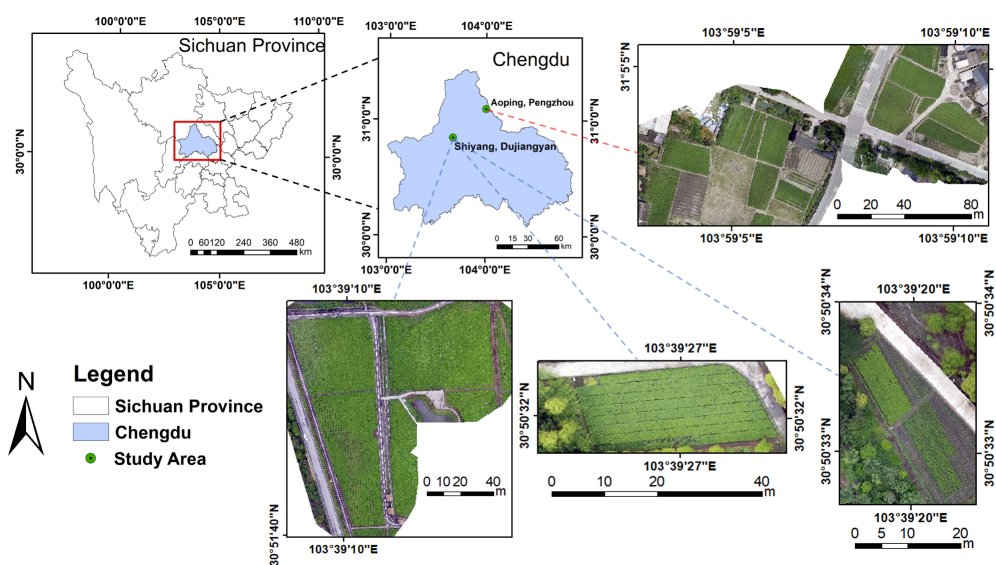 100°0'0"E
105°0'0"E
110°0'0"E
Sichuan Province
30°0'0"N
30°0'0"N
0 60120 240 360 480
km
100°0'0"E
105°0'0"E
103°0'0"E
104°0'0"E
Chengdu
Aoping, Pengzhou
Shiyang, Dujiangyan
31°0'0"N
31°0'0"N
30°0'0"N
30°0'0"N
0 15 30 60
km
103°0'0"E
104°0'0"E
103°59'5"E
103°59'10"E
31°5'5"N
0 20 40 80
m
103°59'5"E
103°59'10"E
N
Legend
Sichuan Province
Chengdu
Study Area
103°39'10"E
0 10 20 40
m
30°51'40"N
103°39'10"E
103°39'27"E
30°50'32"N
30°50'32"N
103°39'27"E
0 10 20 40
m
103°39'20"E
30°50'34"N
30°50'34"N
30°50'33"N
30°50'33"N
103°39'20"E
0 5 10 20
m